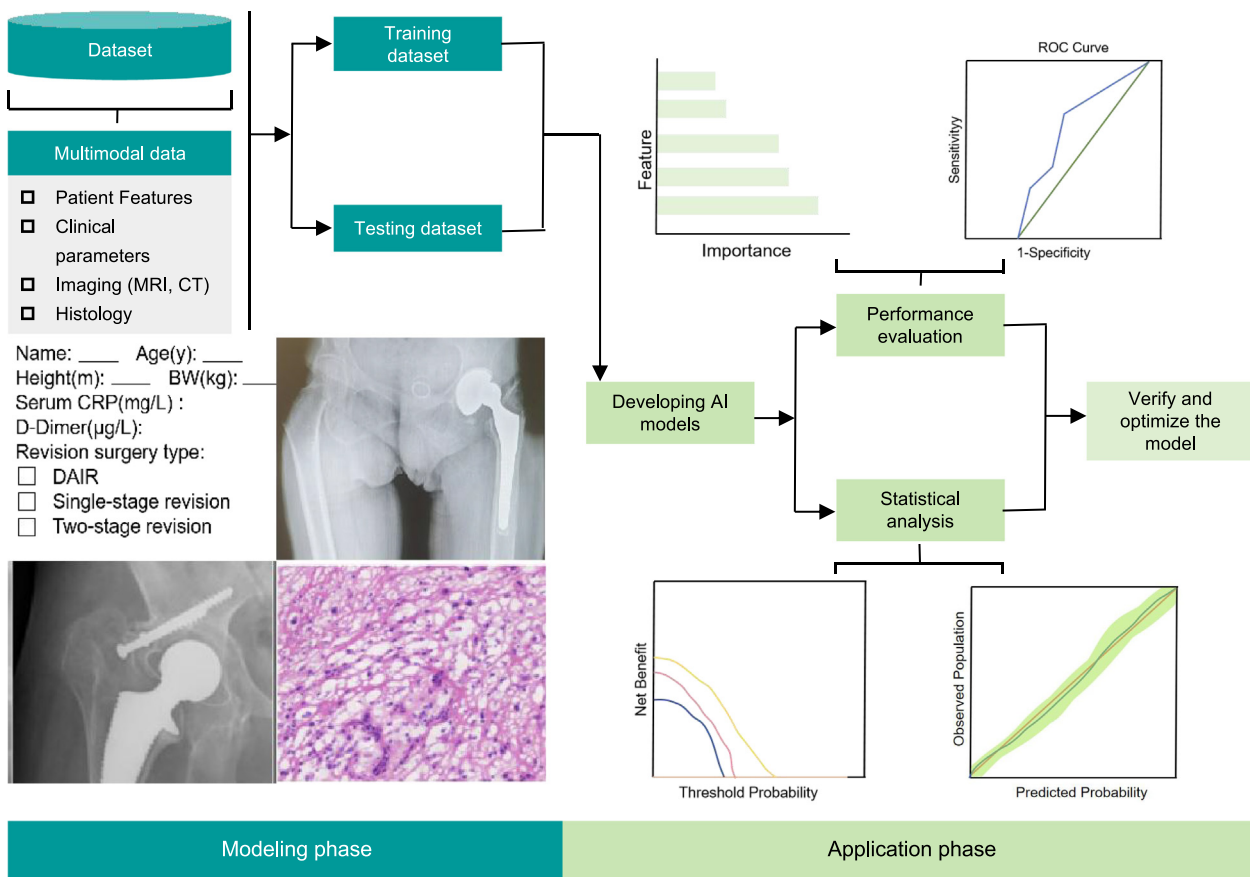 Dataset
Multimodal data
Patient Features
Clinical
parameters
Imaging (MRI, CT)
Histology
Training
dataset
Testing dataset
Name: ____ Age(y): ____
Height(m): ____ BW(kg): ____
Serum CRP(mg/L) :
D-Dimer(μg/L):
Revision surgery type:
DAIR
Single-stage revision
Two-stage revision
Feature
Importance
ROC Curve
Sensitivityy
1-Specificity
Developing AI
models
Performance
evaluation
Statistical
analysis
Verify and
optimize the
model
Net Benefit
Threshold Probability
Observed Population
Predicted Probability
Modeling phase
Application phase